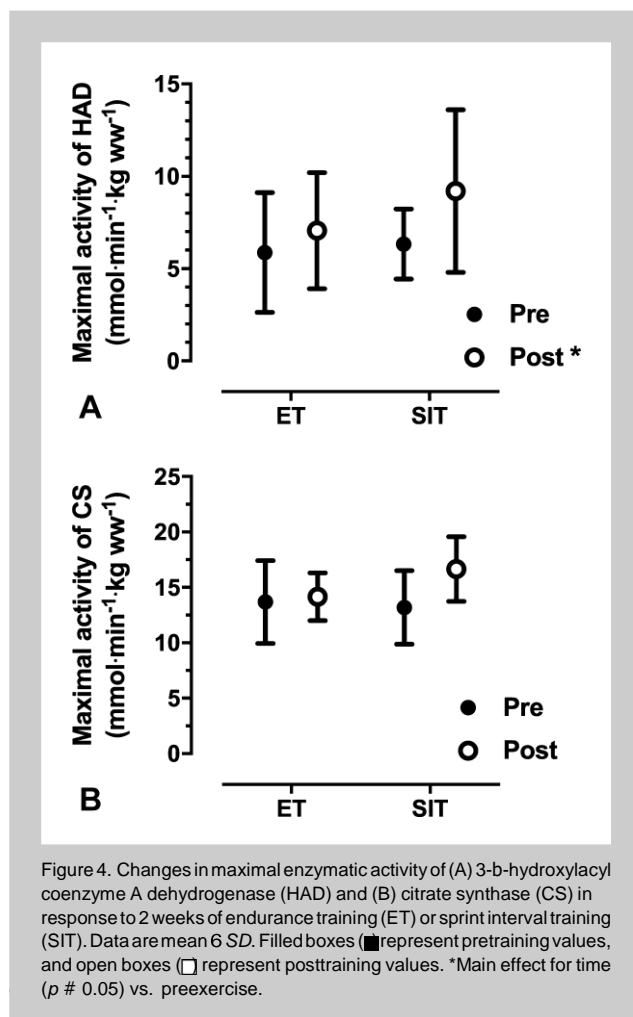 15
10
5
0
Maximal activity of HAD
(mmol·min-1·kg ww-1)
Pre
Post *
A
ET SIT
25
20
15
10
5
0
Maximal activity of CS
(mmol·min-1·kg ww-1)
Pre
Post
B
ET SIT
Figure 4. Changes in maximal enzymatic activity of (A) 3-b-hydroxylacyl
coenzyme A dehydrogenase (HAD) and (B) citrate synthase (CS) in
response to 2 weeks of endurance training (ET) or sprint interval training
(SIT). Data are mean 6 SD. Filled boxes (■ represent pretraining values,
and open boxes (□) represent posttraining values. *Main effect for time
(p # 0.05) vs. preexercise.